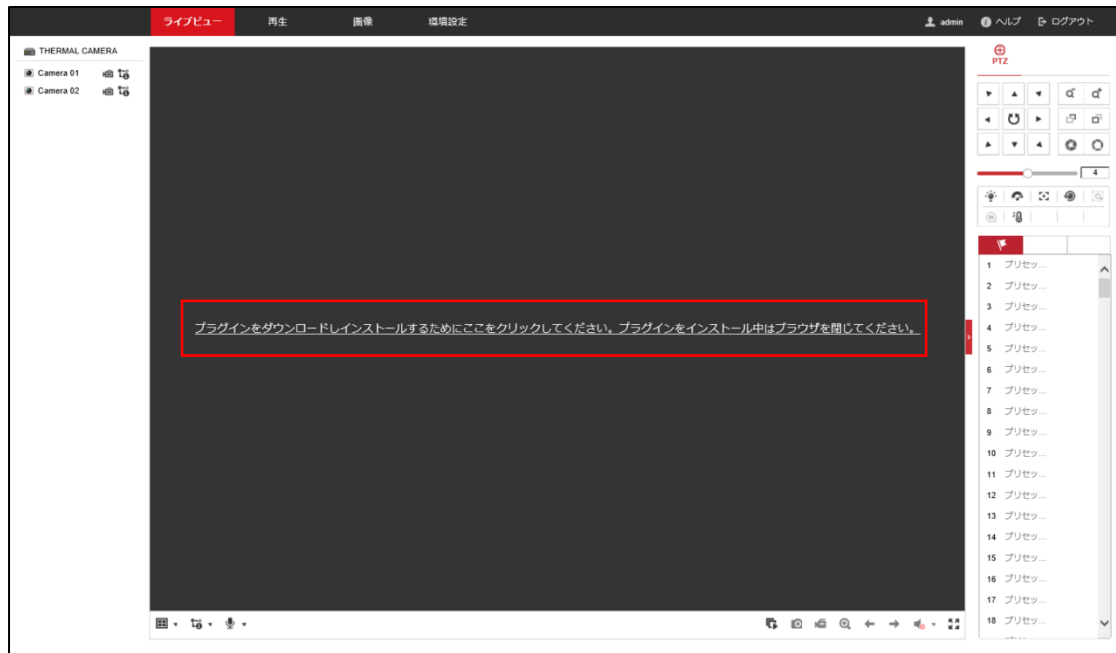 ライブビュー 再生 画像 環境設定 admin ヘルプ ログアウト
THERMAL CAMERA
Camera 01
Camera 02
PTZ
4
プラグインをダウンロードしインストールするためにここをクリックしてください。プラグインをインストール中はブラウザを閉じてください。
1 プリセッ...
2 プリセッ...
3 プリセッ...
4 プリセッ...
5 プリセッ...
6 プリセッ...
7 プリセッ...
8 プリセッ...
9 プリセッ...
10 プリセッ...
11 プリセッ...
12 プリセッ...
13 プリセッ...
14 プリセッ...
15 プリセッ...
16 プリセッ...
17 プリセッ...
18 プリセッ...